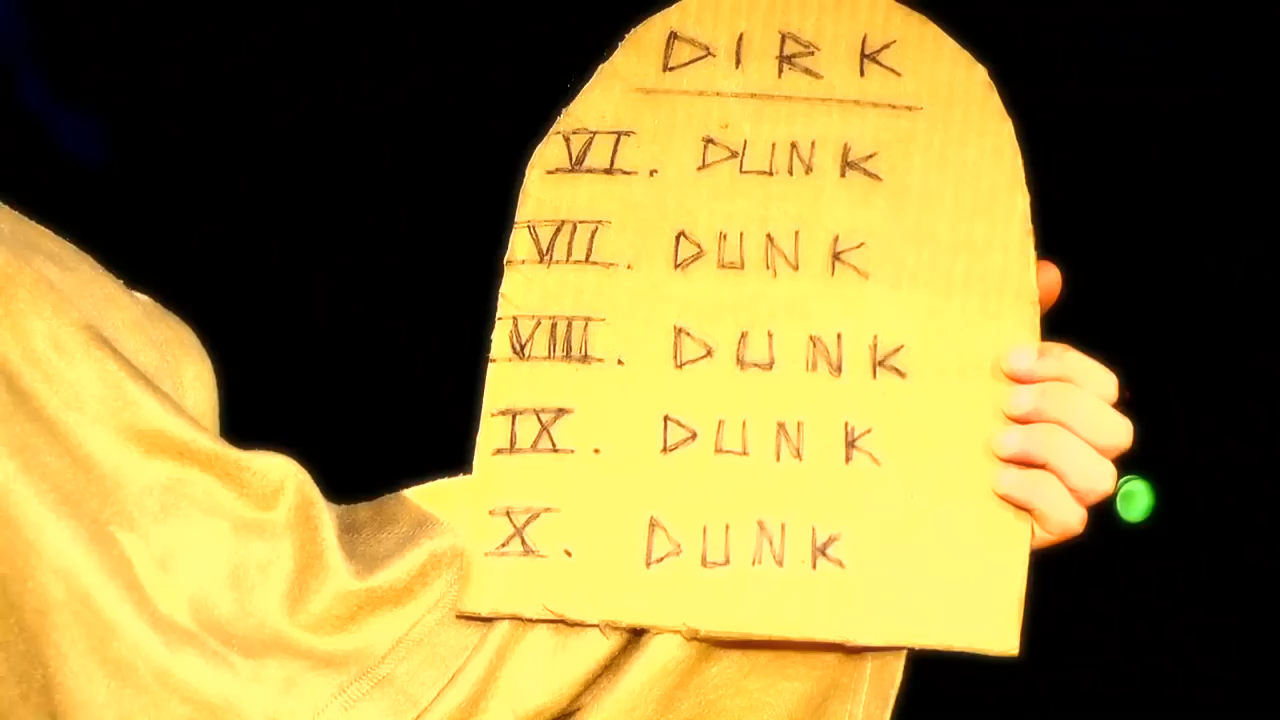 DIRK
VI. DUNK
VII. DUNK
VIII. DUNK
IX. DUNK
X. DUNK